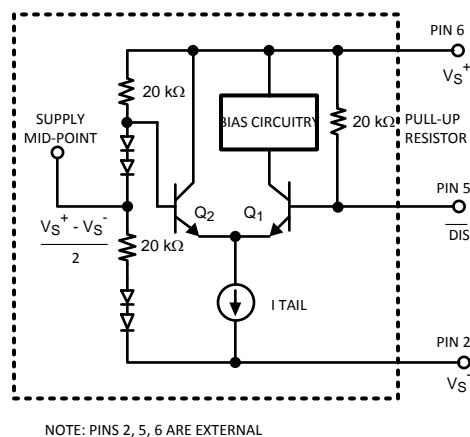 PIN 6
V_S^+
20 kΩ
BIAS CIRCUITRY
20 kΩ
PULL-UP
RESISTOR
SUPPLY
MID-POINT
Q_2
Q_1
PIN 5
DIS
V_S^+ - V_S^-
2
20 kΩ
I TAIL
PIN 2
V_S^-
NOTE: PINS 2, 5, 6 ARE EXTERNAL